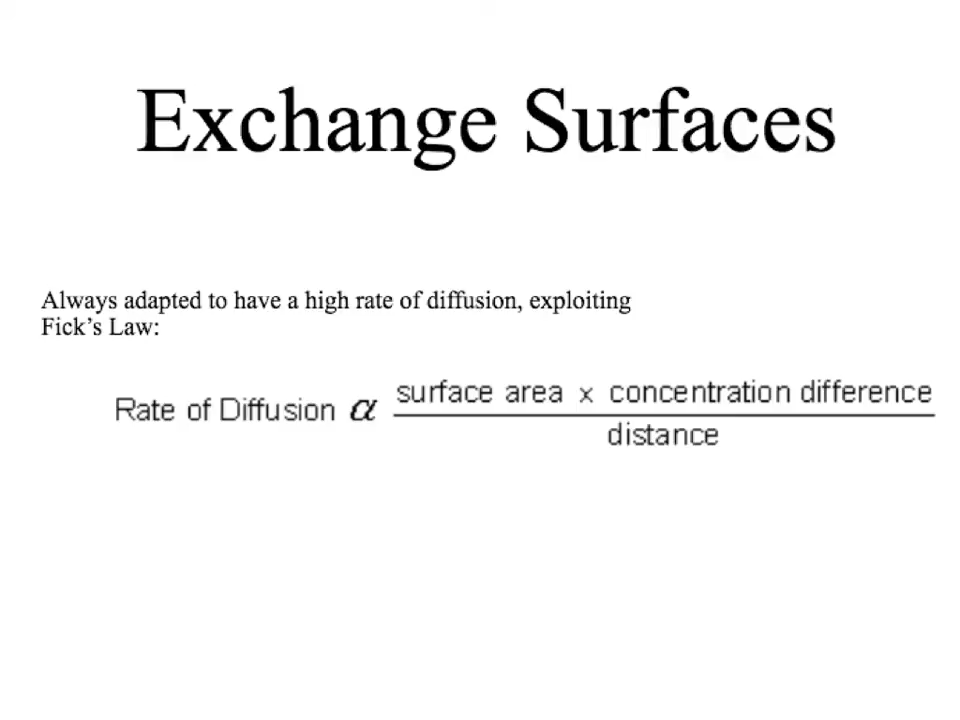 Exchange Surfaces
Always adapted to have a high rate of diffusion, exploiting
Fick’s Law:
surface area x concentration difference
Rate of Diffusion α
distance